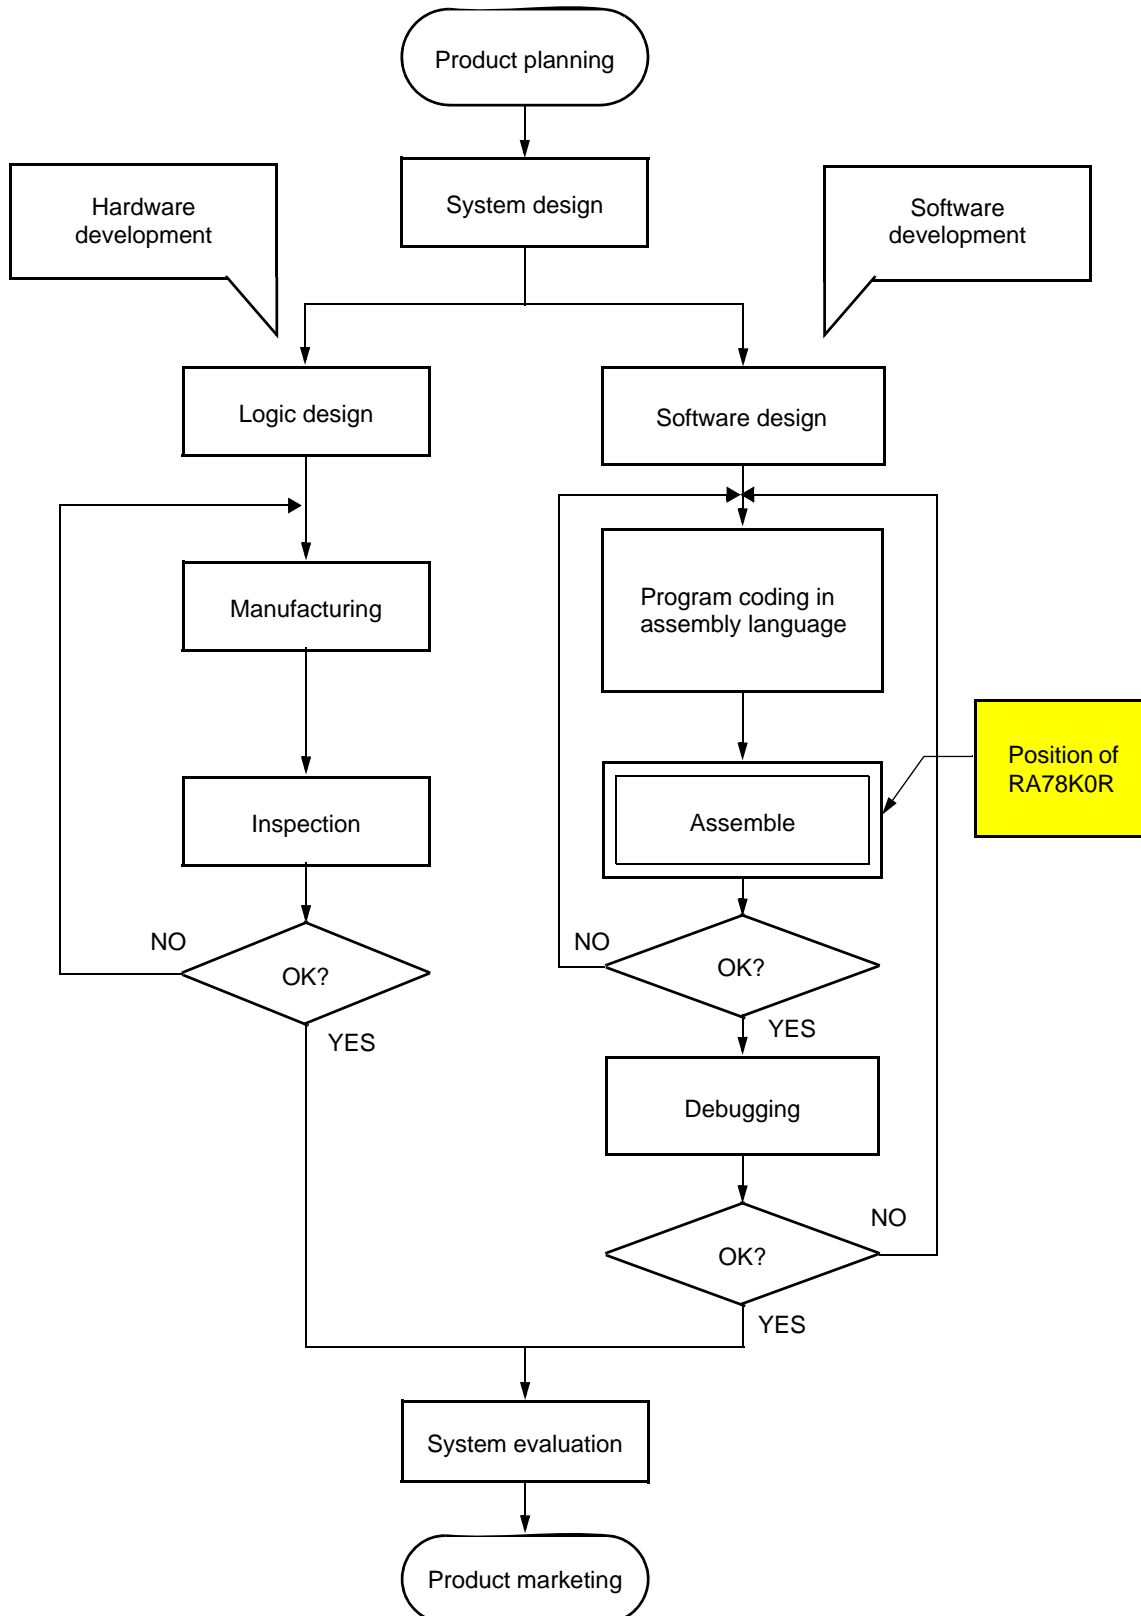 Product planning
System design
Hardware
development
Software
development
Logic design
Software design
Manufacturing
Program coding in
assembly language
Position of
RA78K0R
Inspection
Assemble
NO
OK?
YES
NO
OK?
YES
Debugging
NO
OK?
YES
System evaluation
Product marketing